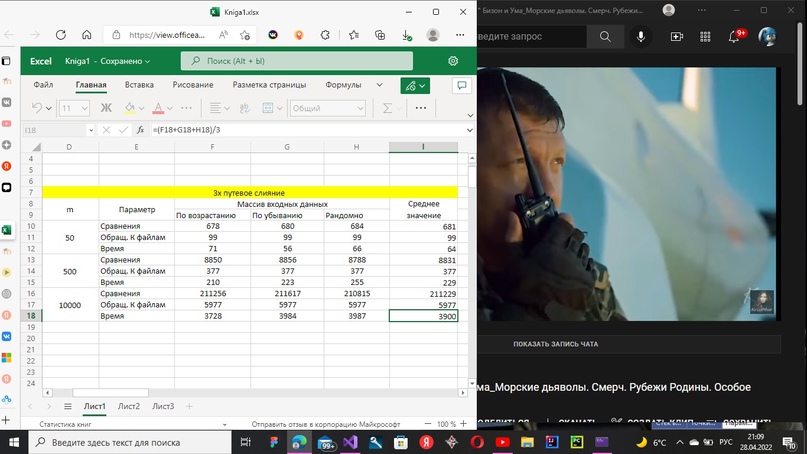 Kniga1.xlsx
" Бизон и Ума_Морские дьяволы. Смерч. Рубежи
https://view.officea...
ведите запрос
9+
Excel
Kniga1 - Сохранено
Поиск (Alt + Ы)
Файл Главная Вставка Рисование Разметка страницы Формулы
11 Ж Общий
I18 fx =(F18+G18+H18)/3
D E F G H I
4
5
6
7 3х путевое слияние
8 m Параметр Массив входных данных Среднее значение
9 По возрастанию По убыванию Рандомно
10 Сравнения 678 680 684 681
11 50 Обращ. К файлам 99 99 99 99
12 Время 71 56 66 64
13 Сравнения 8850 8856 8788 8831
14 500 Обращ. К файлам 377 377 377 377
15 Время 210 223 255 229
16 Сравнения 211256 211617 210815 211229
17 10000 Обращ. К файлам 5977 5977 5977 5977
18 Время 3728 3984 3987 3900
19
20
21
22
23
24
Лист1 Лист2 Лист3
Статистика книг Отправить отзыв в корпорацию Майкрософт 100 %
ПОКАЗАТЬ ЗАПИСЬ ЧАТА
ма_Морские дьяволы. Смерч. Рубежи Родины. Особое
Введите здесь текст для поиска
99+
6°C
РУС
21:09
28.04.2022
10